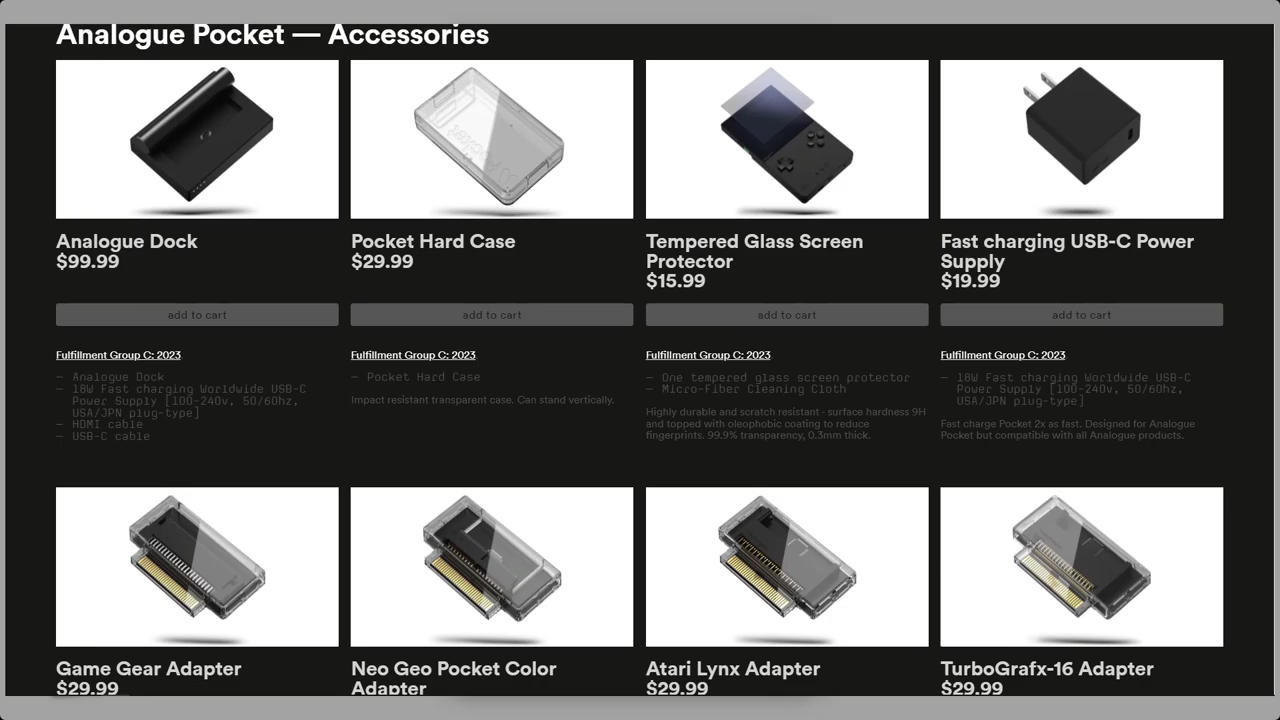 Analogue Pocket — Accessories
Analogue Dock
$99.99
add to cart
Fulfillment Group C: 2023
— Analogue Dock
— 18W Fast charging Worldwide USB-C
Power Supply [100-240v, 50/60hz,
USA/JPN plug-type]
— HDMI cable
— USB-C cable
Pocket Hard Case
$29.99
add to cart
Fulfillment Group C: 2023
— Pocket Hard Case
Impact resistant transparent case. Can stand vertically.
Tempered Glass Screen
Protector
$15.99
add to cart
Fulfillment Group C: 2023
— One tempered glass screen protector
— Micro-Fiber Cleaning Cloth
Highly durable and scratch resistant - surface hardness 9H
and topped with oleophobic coating to reduce
fingerprints. 99.9% transparency, 0.3mm thick.
Fast charging USB-C Power
Supply
$19.99
add to cart
Fulfillment Group C: 2023
— 18W Fast charging Worldwide USB-C
Power Supply [100-240v, 50/60hz,
USA/JPN plug-type]
Fast charge Pocket 2x as fast. Designed for Analogue
Pocket but compatible with all Analogue products.
Game Gear Adapter
$29.99
Neo Geo Pocket Color
Adapter
Atari Lynx Adapter
$29.99
TurboGrafx-16 Adapter
$29.99